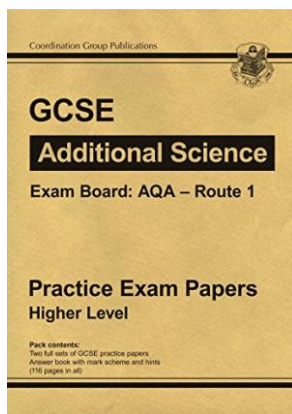 Coordination Group Publications
CGP
GCSE
Additional Science
Exam Board: AQA – Route 1
Practice Exam Papers
Higher Level
Pack contents:
Two full sets of GCSE practice papers
Answer book with mark scheme and hints
(116 pages in all)